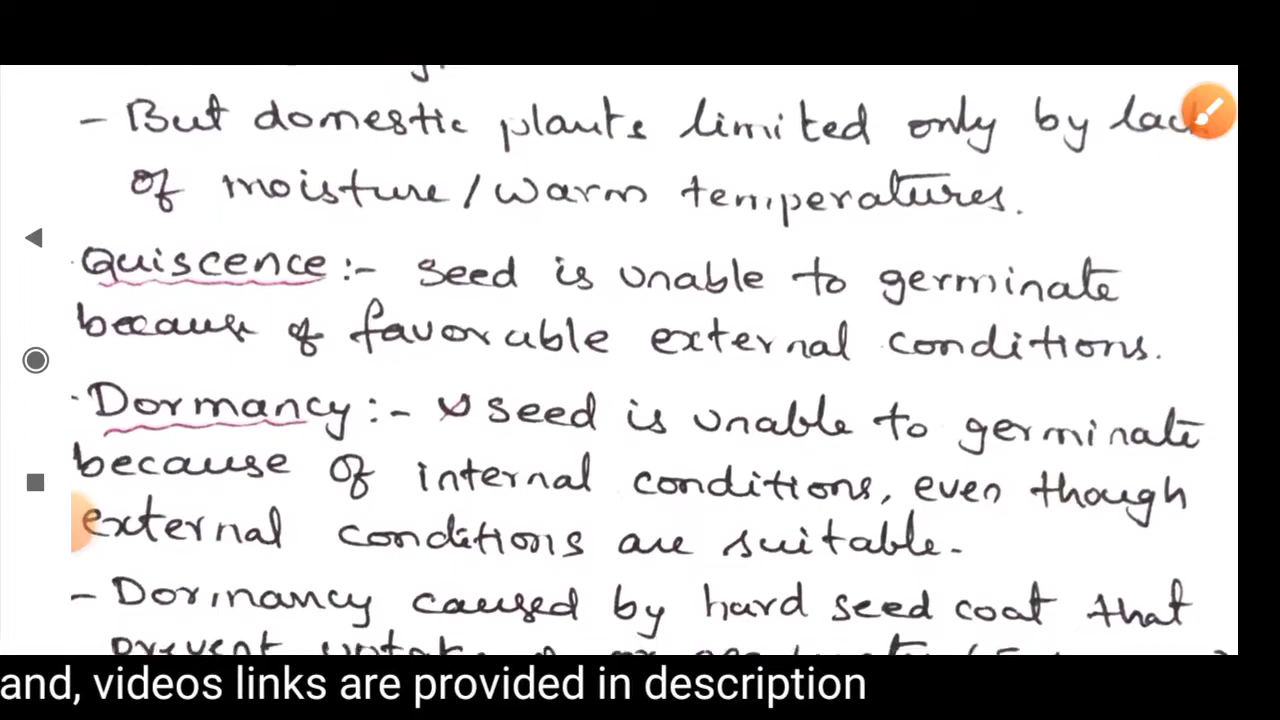 - But domestic plants limited only by lac
of moisture/warm temperatures.
Quiscence :- seed is unable to germinate
because of favorable external conditions.
Dormancy :- seed is unable to germinate
because of internal conditions, even though
external conditions are suitable.
- Dormancy caused by hard seed coat that
prevent
and, videos links are provided in description